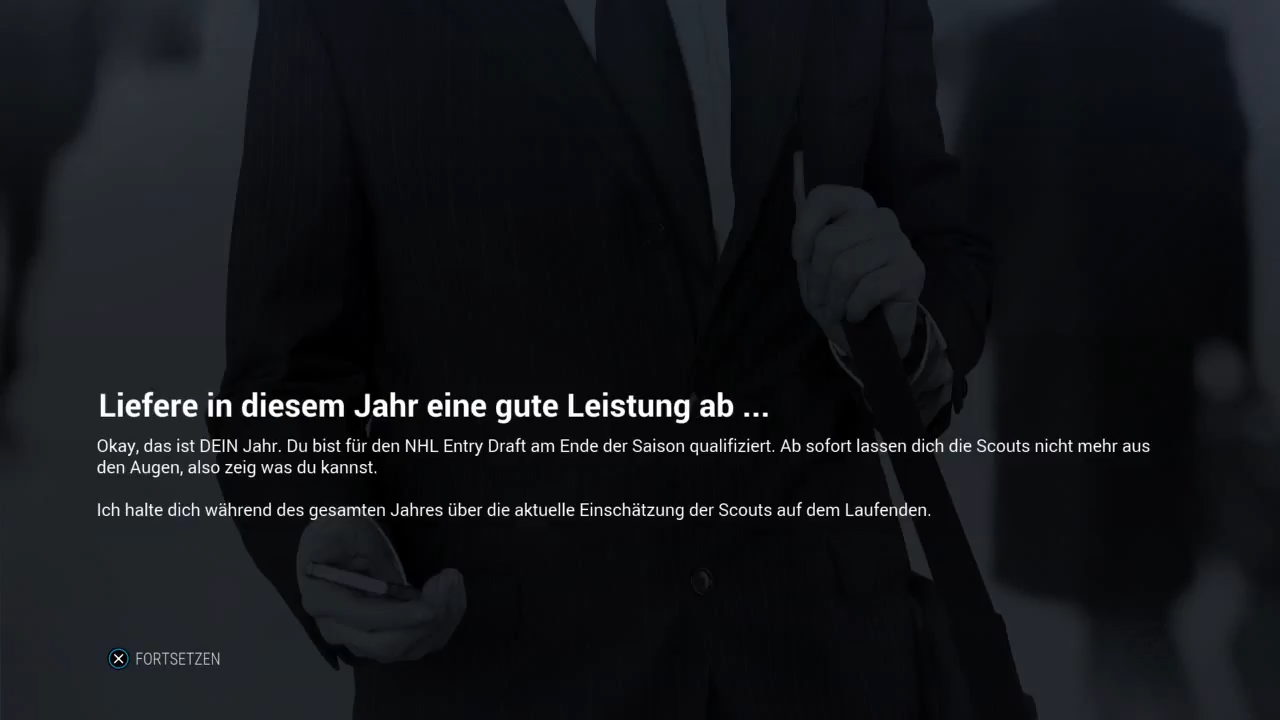 Liefere in diesem Jahr eine gute Leistung ab ...
Okay, das ist DEIN Jahr. Du bist für den NHL Entry Draft am Ende der Saison qualifiziert. Ab sofort lassen dich die Scouts nicht mehr aus
den Augen, also zeig was du kannst.
Ich halte dich während des gesamten Jahres über die aktuelle Einschätzung der Scouts auf dem Laufenden.
FORTSETZEN